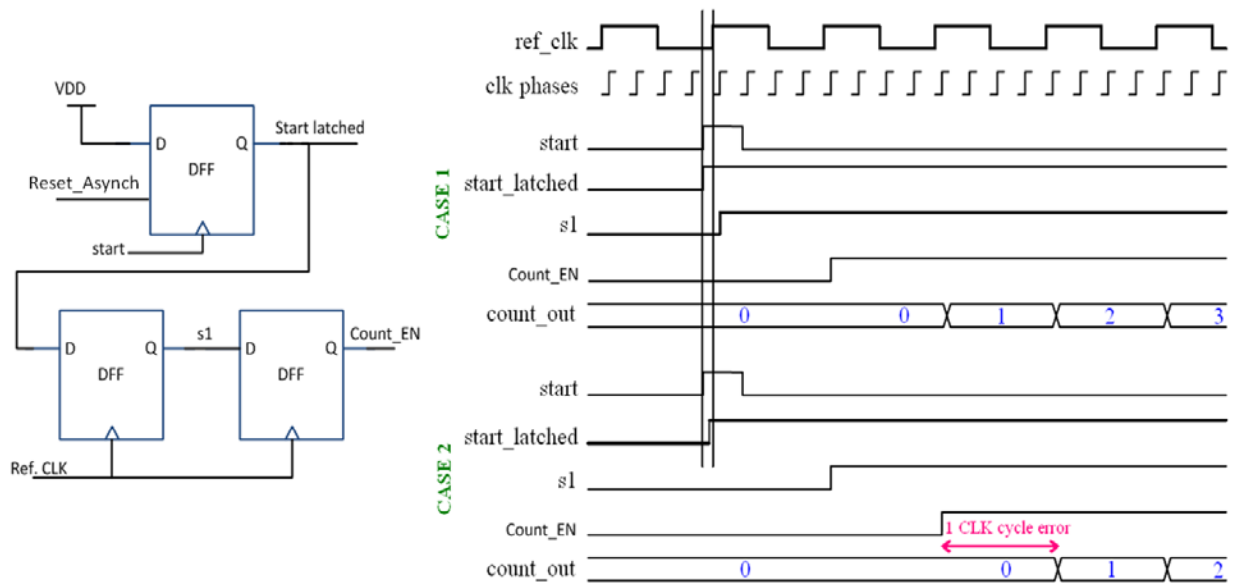 VDD
D
Q
DFF
Start latched
Reset_Asynch
start
D
Q
DFF
s1
D
Q
DFF
Count_EN
Ref. CLK
ref_clk
clk phases
CASE 1
start
start_latched
s1
Count_EN
count_out
0
0
1
2
3
CASE 2
start
start_latched
s1
Count_EN
1 CLK cycle error
count_out
0
0
1
2